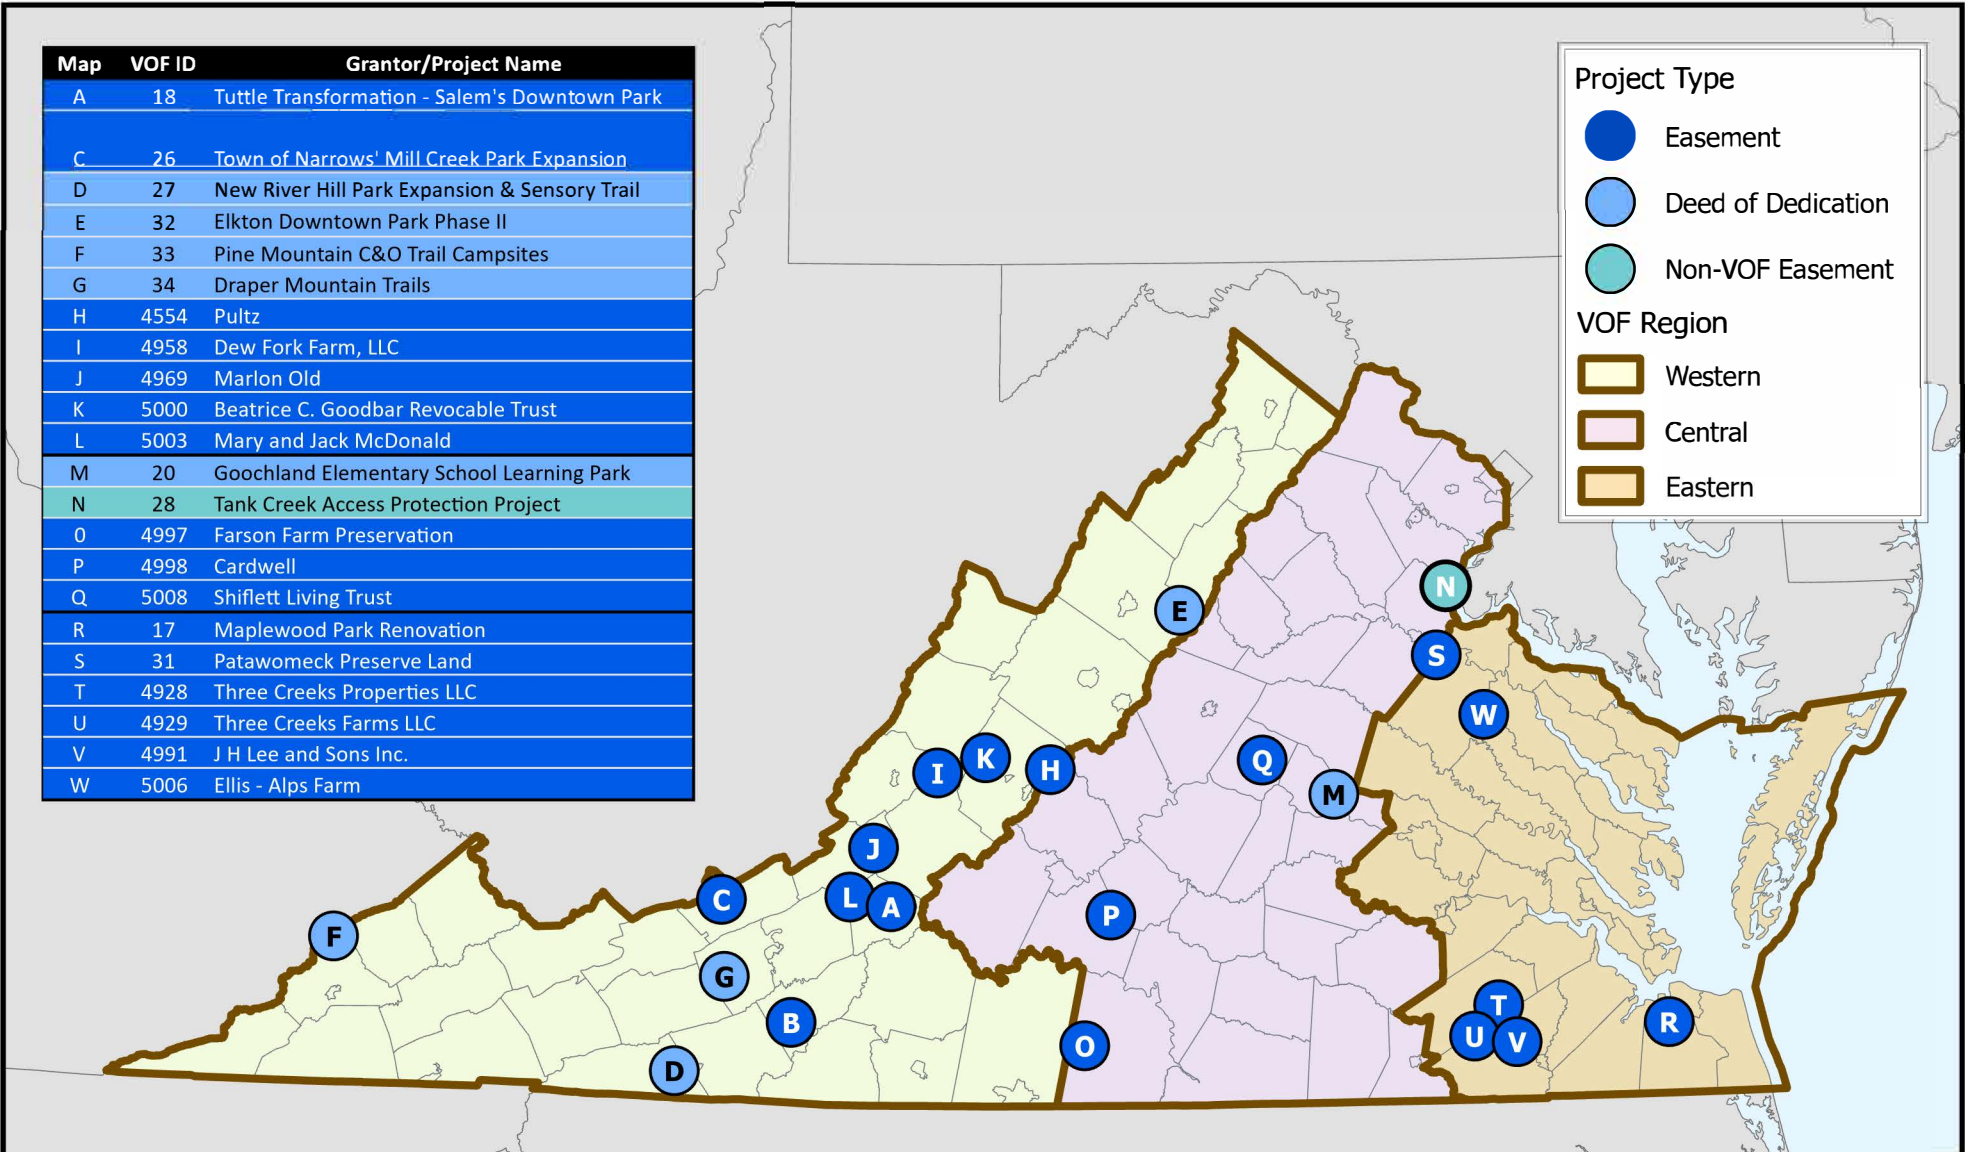 Map VOF ID Grantor/Project Name
A 18 Tuttle Transformation - Salem's Downtown Park
C 26 Town of Narrows' Mill Creek Park Expansion
D 27 New River Hill Park Expansion & Sensory Trail
E 32 Elkton Downtown Park Phase II
F 33 Pine Mountain C&O Trail Campsites
G 34 Draper Mountain Trails
H 4554 Pultz
I 4958 Dew Fork Farm, LLC
J 4969 Marlon Old
K 5000 Beatrice C. Goodbar Revocable Trust
L 5003 Mary and Jack McDonald
M 20 Goochland Elementary School Learning Park
N 28 Tank Creek Access Protection Project
0 4997 Farson Farm Preservation
P 4998 Cardwell
Q 5008 Shiflett Living Trust
R 17 Maplewood Park Renovation
S 31 Patawomeck Preserve Land
T 4928 Three Creeks Properties LLC
U 4929 Three Creeks Farms LLC
V 4991 J H Lee and Sons Inc.
W 5006 Ellis - Alps Farm
Project Type
Easement
Deed of Dedication
Non-VOF Easement
VOF Region
Western
Central
Eastern
N
E
S
W
K
H
I
Q
M
J
C
L
A
P
F
G
B
T
O
U
V
R
D